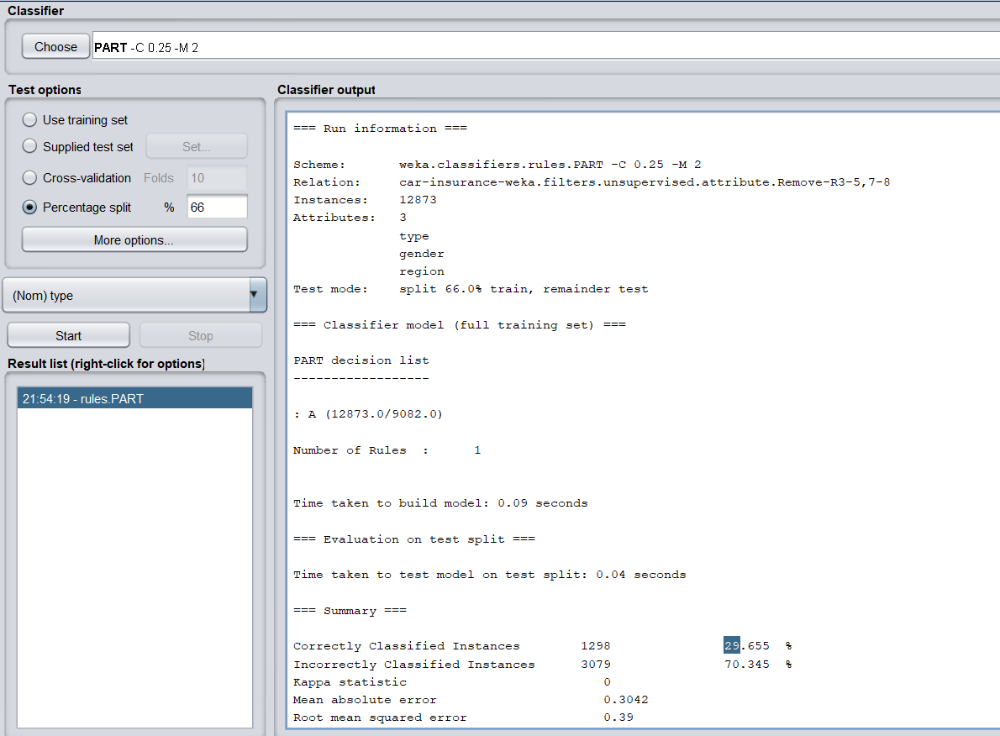 Classifier
Choose PART -C 0.25 -M 2
Test options
Use training set
Supplied test set Set...
Cross-validation Folds 10
Percentage split % 66
More options...
(Nom) type
Start Stop
Result list (right-click for options)
21:54:19 - rules.PART
Classifier output
=== Run information ===
Scheme: weka.classifiers.rules.PART -C 0.25 -M 2
Relation: car-insurance-weka.filters.unsupervised.attribute.Remove-R3-5,7-8
Instances: 12873
Attributes: 3
type
gender
region
Test mode: split 66.0% train, remainder test
=== Classifier model (full training set) ===
PART decision list
------------------
: A (12873.0/9082.0)
Number of Rules : 1
Time taken to build model: 0.09 seconds
=== Evaluation on test split ===
Time taken to test model on test split: 0.04 seconds
=== Summary ===
Correctly Classified Instances 1298 29.655 %
Incorrectly Classified Instances 3079 70.345 %
Kappa statistic 0
Mean absolute error 0.3042
Root mean squared error 0.39